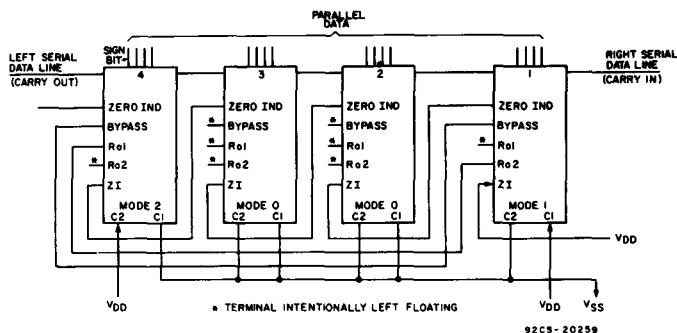 PARALLEL
DATA
LEFT SERIAL
DATA LINE
(CARRY OUT)
SIGN
BIT
RIGHT SERIAL
DATA LINE
(CARRY IN)
4
3
2
1
ZERO IND
BYPASS
Ro1
* Ro2
ZI
MODE 2
C2 C1
ZERO IND
* BYPASS
* Ro1
* Ro2
ZI
MODE 0
C2 C1
ZERO IND
* BYPASS
* Ro1
* Ro2
ZI
MODE 0
C2 C1
ZERO IND
BYPASS
* Ro1
Ro2
ZI
MODE 1
C2 C1
VDD
VDD
VDD
VSS
* TERMINAL INTENTIONALLY LEFT FLOATING
92CS-20259